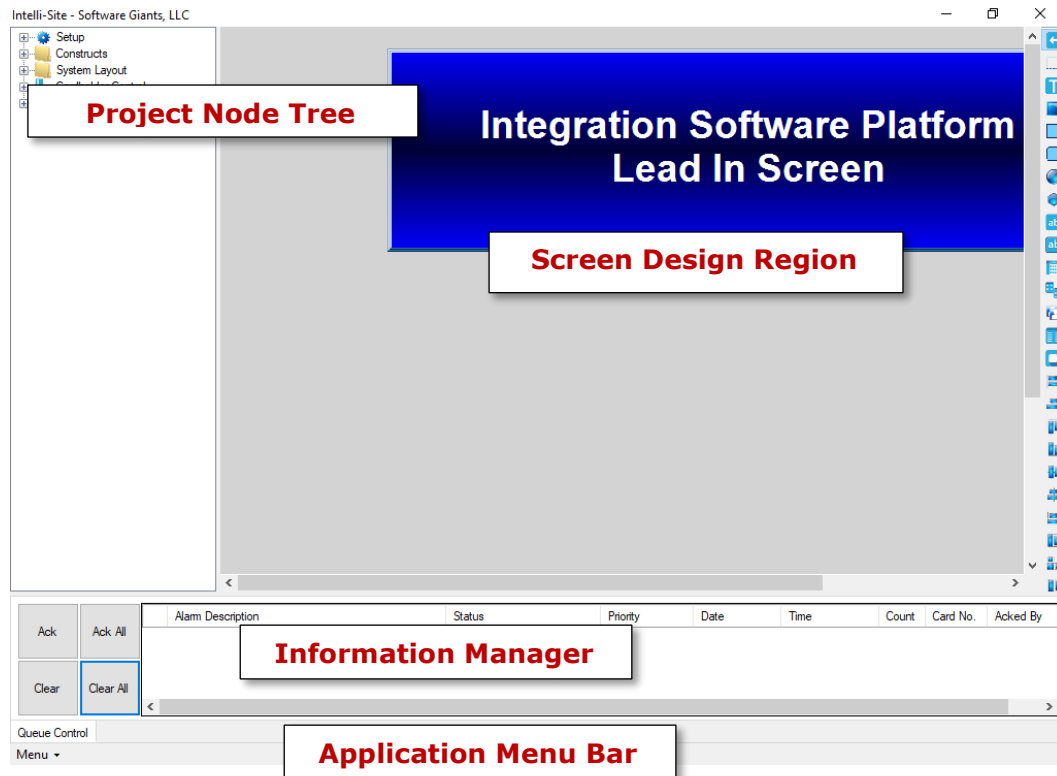 Intelli-Site - Software Giants, LLC
Setup
Constructs
System Layout
Project Node Tree
Integration Software Platform
Lead In Screen
Screen Design Region
Ack
Ack All
Alarm Description Status Priority Date Time Count Card No. Acked By
Information Manager
Clear
Clear All
Queue Control
Application Menu Bar
Menu